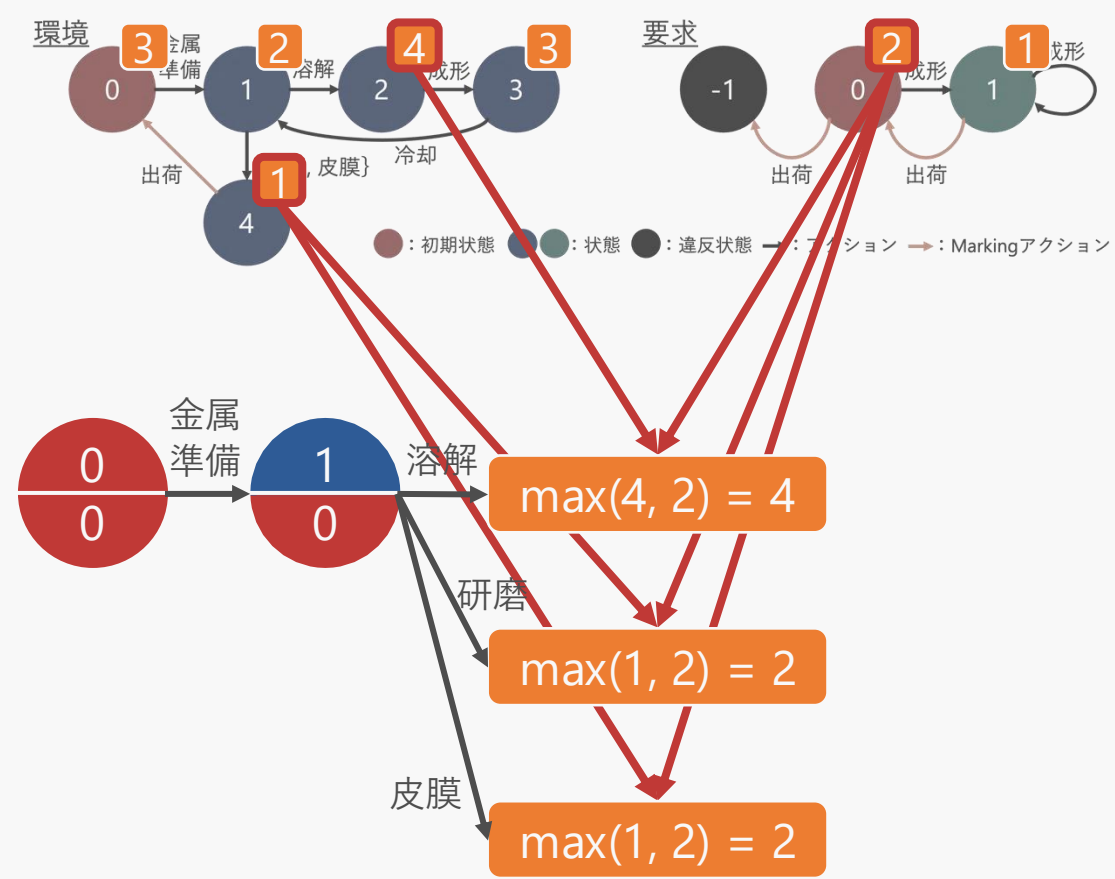 環境
要求
3
2
4
3
2
1
金属
準備
溶解
成形
成形
成形
0
1
2
3
-1
0
1
出荷
冷却
出荷
出荷
1
, 皮膜}
4
：初期状態
：状態
：違反状態
：アクション
：Markingアクション
金属
準備
0
0
1
0
溶解
max(4, 2) = 4
研磨
max(1, 2) = 2
皮膜
max(1, 2) = 2